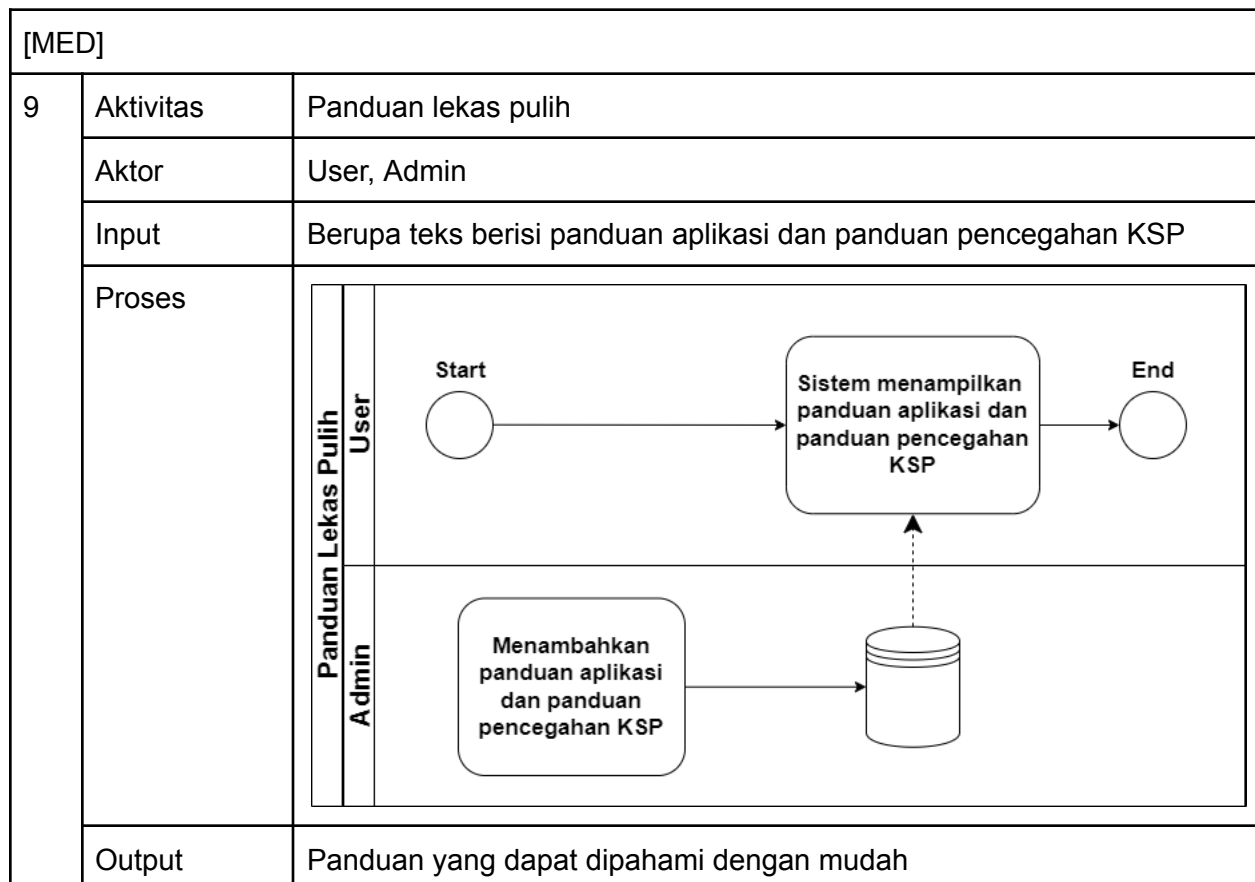 [MED]
9
Aktivitas
Panduan lekas pulih
Aktor
User, Admin
Input
Berupa teks berisi panduan aplikasi dan panduan pencegahan KSP
Proses
Panduan Lekas Pulih
User
Start
Sistem menampilkan
panduan aplikasi dan
panduan pencegahan
KSP
End
Admin
Menambahkan
panduan aplikasi
dan panduan
pencegahan KSP
Output
Panduan yang dapat dipahami dengan mudah